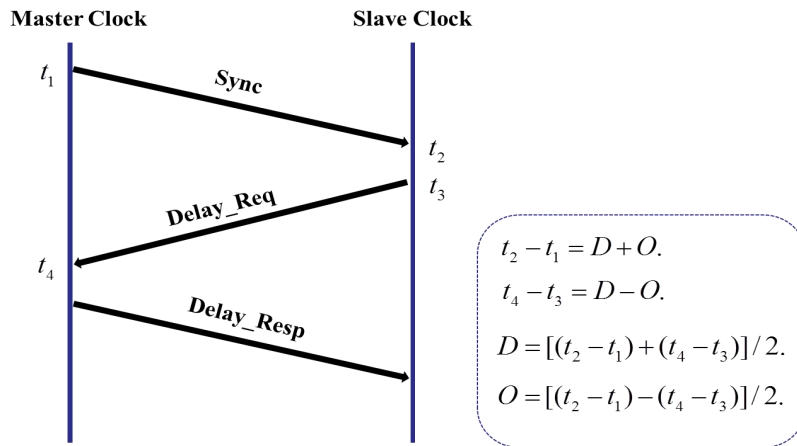 Master Clock
Slave Clock
t₁
Sync
t₂
t₃
Delay_Req
t₄
Delay_Resp
t₂ − t₁ = D + O.
t₄ − t₃ = D − O.
D = [(t₂ − t₁) + (t₄ − t₃)] / 2.
O = [(t₂ − t₁) − (t₄ − t₃)] / 2.